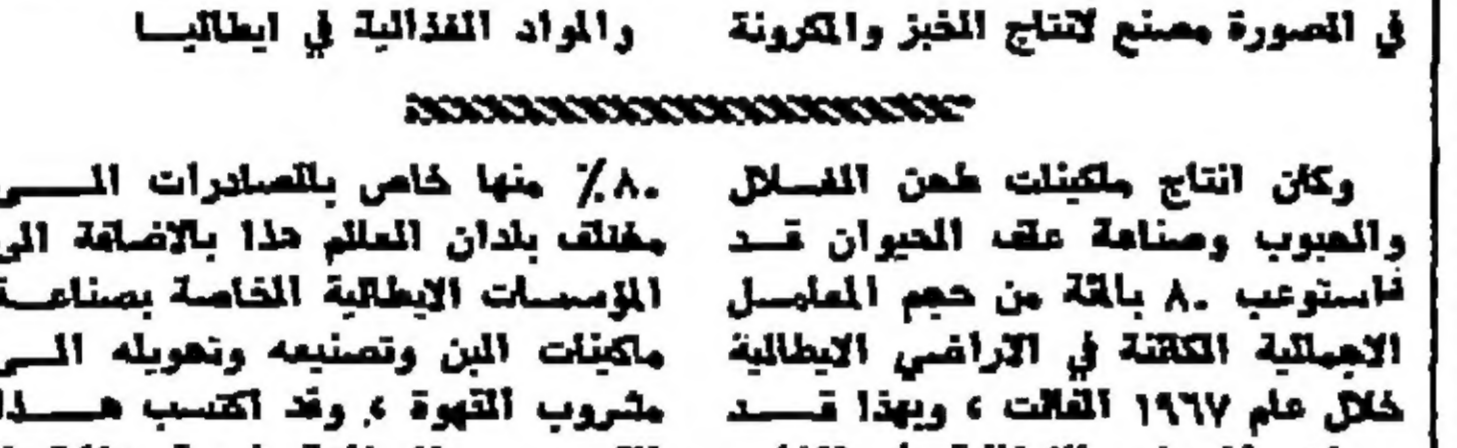 في الصورة مصنع لانتاج الخبز والمكرونة والمواد الغذائية في ايطاليا
وكان انتاج ماكينات طحن الغلال
والحبوب وصناعة علف الحيوان قد
فاستوعب ٨٠ بالمئة من حجم المعامل
الاجمالية الكائنة في الاراضي الايطالية
خلال عام ١٩٦٧ الفائت ، وبهذا قد
٨٠٪ منها خاص بالصادرات الى
مختلف بلدان العالم هذا بالاضافة الى
المؤسسات الايطالية الخاصة بصناعة
ماكينات البن وتصنيعه وتحويله الى
مشروب القهوة ، وقد اكتسب هذا